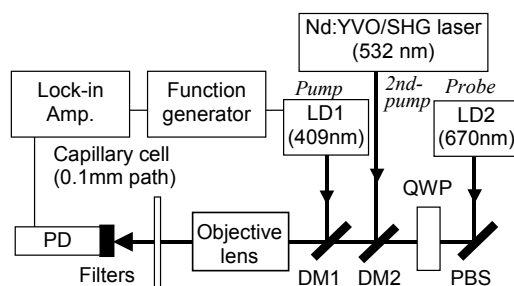 Nd:YVO/SHG laser
(532 nm)
Lock-in
Amp.
Function
generator
Pump
LD1
(409nm)
2nd-
pump
Probe
LD2
(670nm)
Capillary cell
(0.1mm path)
QWP
PD
Objective
lens
Filters
DM1
DM2
PBS